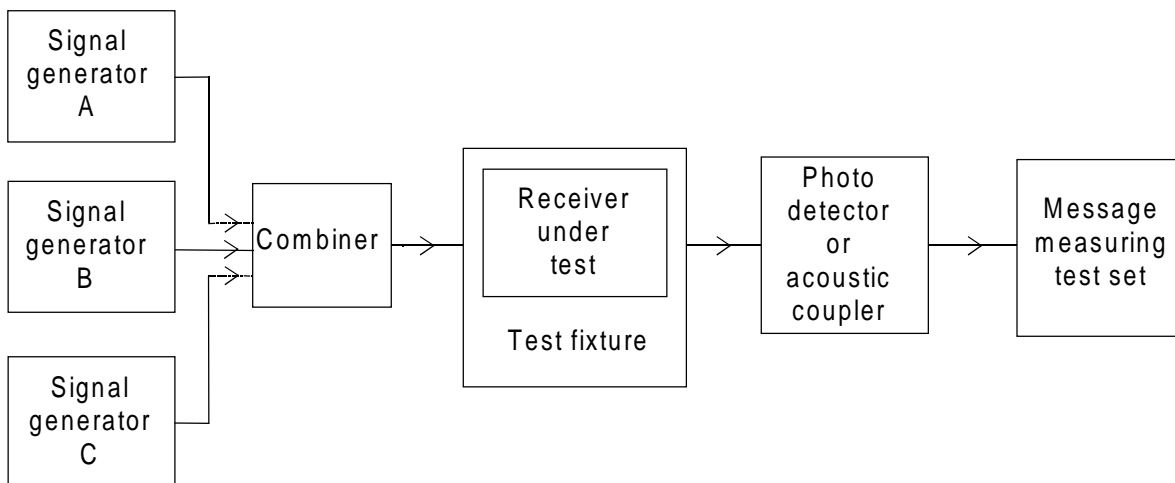 Signal
generator
A
Signal
generator
B
Signal
generator
C
Combiner
Receiver
under
test
Test fixture
Photo
detector
or
acoustic
coupler
Message
measuring
test set